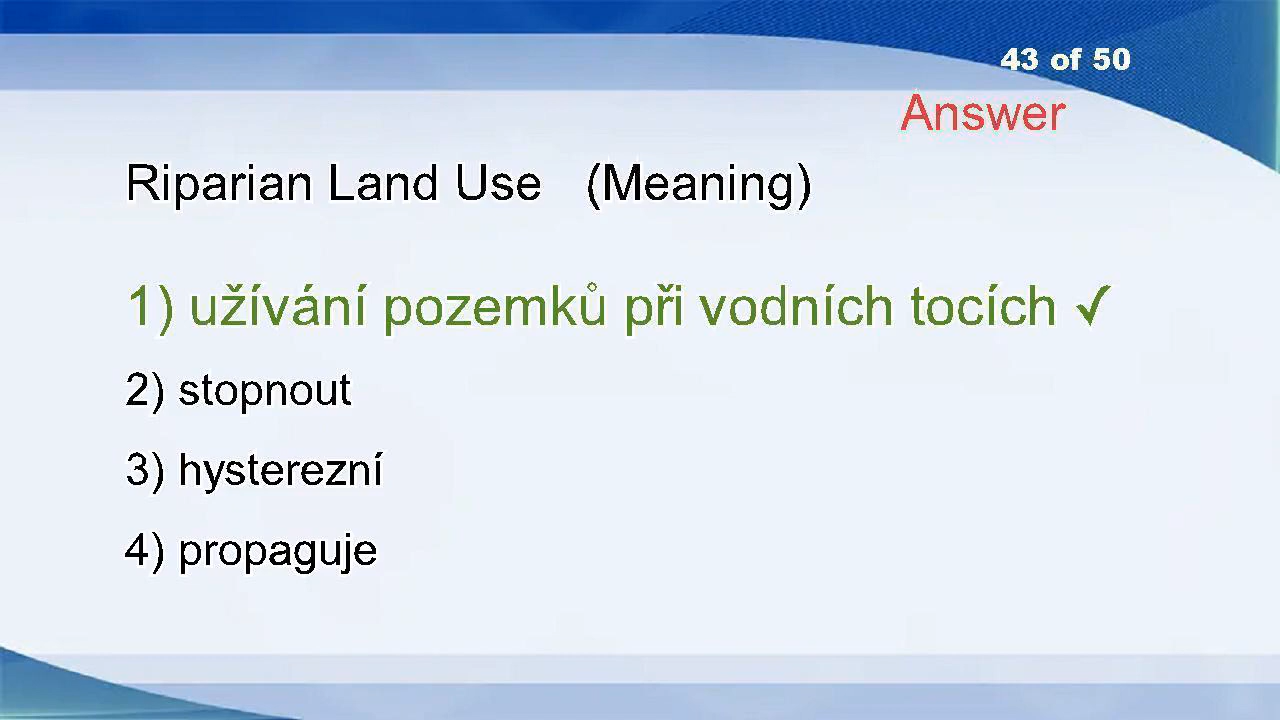 43 of 50
Answer
Riparian Land Use (Meaning)
1) užívání pozemků při vodních tocích ✓
2) stopnout
3) hysterezní
4) propaguje